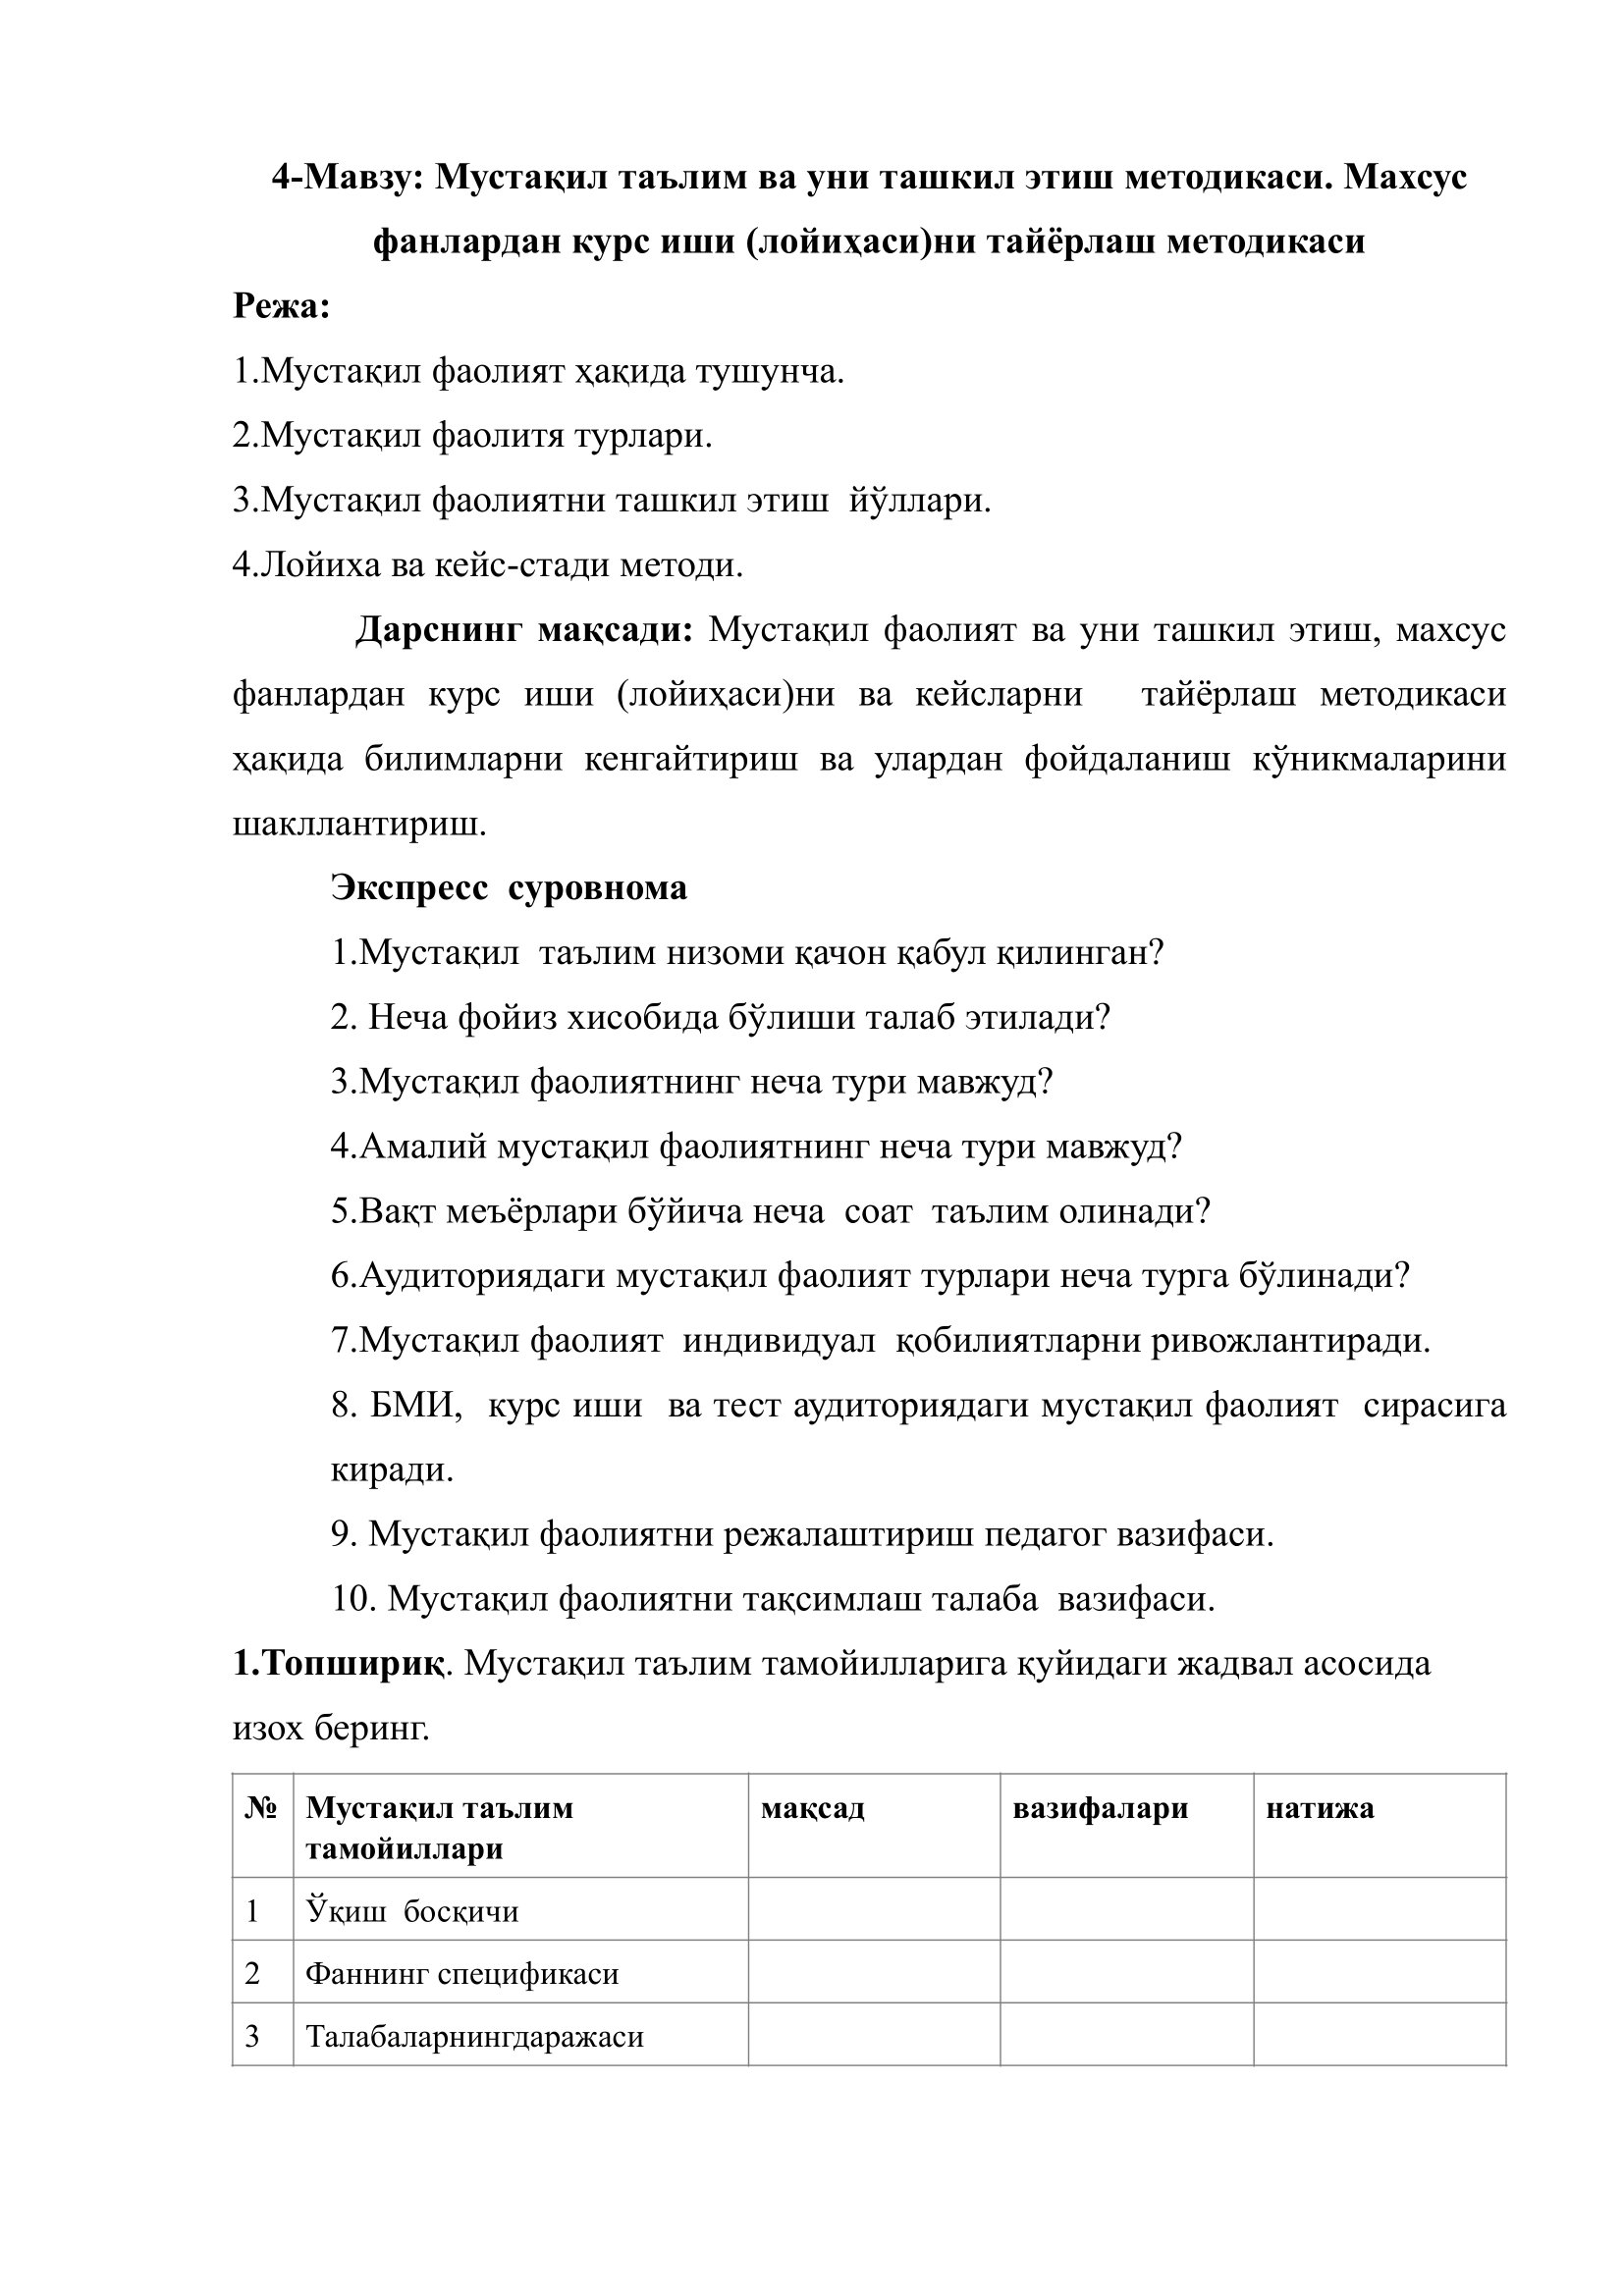 4-Мавзу: Мустақил таълим ва уни ташкил этиш методикаси. Махсус
фанлардан курс иши (лойиҳаси)ни тайёрлаш методикаси
Режа:
1.Мустақил фаолият ҳақида тушунча.
2.Мустақил фаолитя турлари.
3.Мустақил фаолиятни ташкил этиш  йўллари.
4.Лойиха ва кейс-стади методи.
Дарснинг мақсади: Мустақил фаолият ва уни ташкил этиш, махсус
фанлардан курс иши (лойиҳаси)ни ва кейсларни  тайёрлаш методикаси
ҳақида билимларни кенгайтириш ва улардан фойдаланиш кўникмаларини
шакллантириш.
Экспресс  суровнома
1.Мустақил  таълим низоми қачон қабул қилинган?
2. Неча фойиз хисобида бўлиши талаб этилади?
3.Мустақил фаолиятнинг неча тури мавжуд?
4.Амалий мустақил фаолиятнинг неча тури мавжуд?
5.Вақт меъёрлари бўйича неча  соат  таълим олинади?
6.Аудиториядаги мустақил фаолият турлари неча турга бўлинади?
7.Мустақил фаолият  индивидуал  қобилиятларни ривожлантиради.
8. БМИ,  курс иши  ва тест аудиториядаги мустақил фаолият  сирасига
киради.
9. Мустақил фаолиятни режалаштириш педагог вазифаси.
10. Мустақил фаолиятни тақсимлаш талаба  вазифаси.
1.Топшириқ. Мустақил таълим тамойилларига қуйидаги жадвал асосида
изох беринг.
№ Мустақил таълим мақсад вазифалари натижа
тамойиллари
1 Ўқиш  босқичи
2 Фаннинг спецификаси
3 Талабаларнингдаражаси